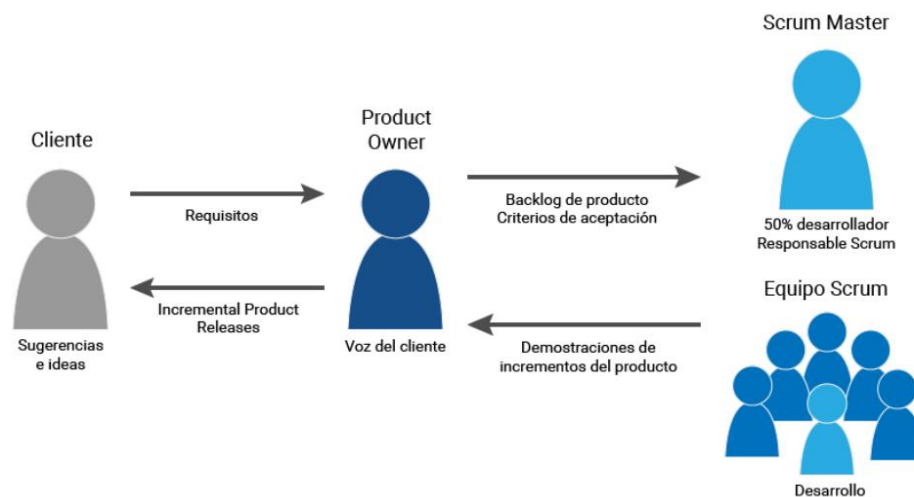 Cliente
Requisitos
Incremental Product
Releases
Sugerencias
e ideas
Product
Owner
Voz del cliente
Backlog de producto
Criterios de aceptación
Demostraciones de
incrementos del producto
Scrum Master
50% desarrollador
Responsable Scrum
Equipo Scrum
Desarrollo